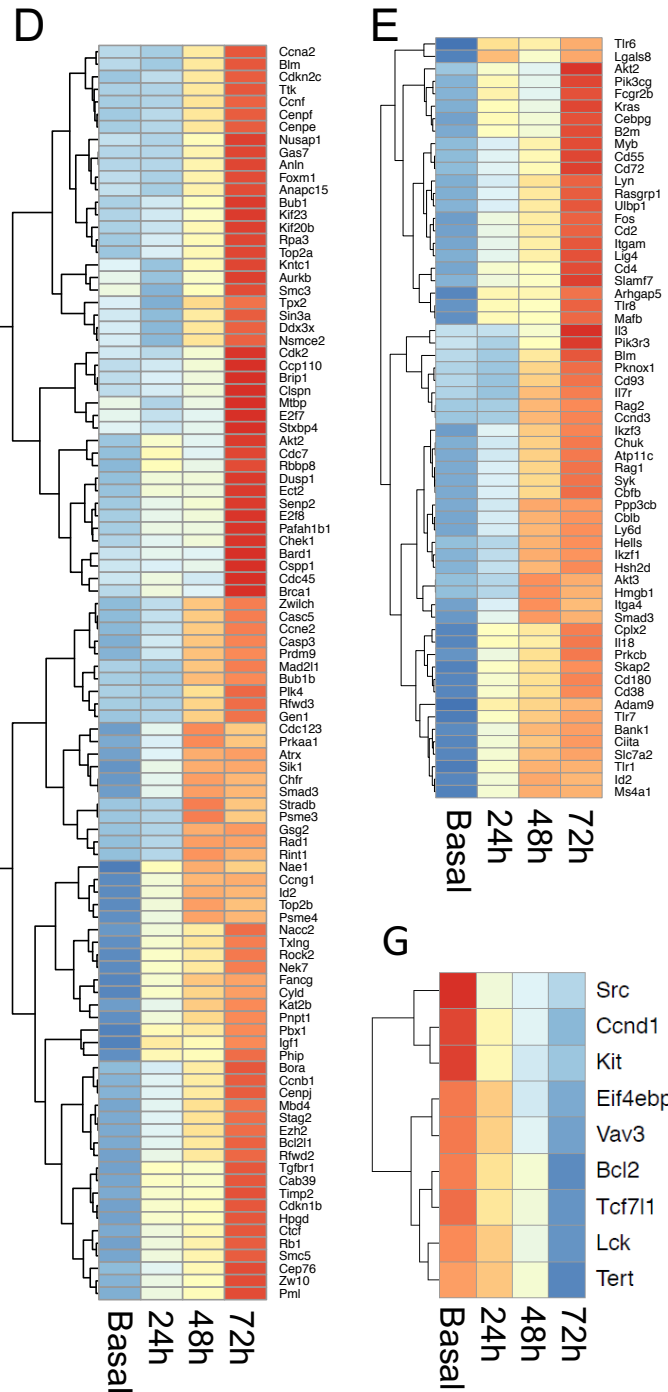 D
Ccna2
Blm
Cdkn2c
Ttk
Ccnf
Cenpf
Cenpe
Nusap1
Gas7
Anln
Foxm1
Anapc15
Bub1
Kif23
Kif20b
Rpa3
Top2a
Kntc1
Aurkb
Smc3
Tpx2
Sin3a
Ddx3x
Nsmce2
Cdk2
Ccp110
Brip1
Clspn
Mtbp
E2f7
Stxbp4
Akt2
Cdc7
Rbbp8
Dusp1
Ect2
Senp2
E2f8
Pafah1b1
Chek1
Bard1
Cspp1
Cdc45
Brca1
Zwilch
Casc5
Ccne2
Casp3
Prdm9
Mad2l1
Bub1b
Plk4
Rfwd3
Gen1
Cdc123
Prkaa1
Atrx
Sik1
Chfr
Smad3
Stradb
Psme3
Gsg2
Rad1
Rint1
Nae1
Ccng1
Id2
Top2b
Psme4
Nacc2
Txlng
Rock2
Nek7
Fancg
Cyld
Kat2b
Pnpt1
Pbx1
Igf1
Phip
Bora
Ccnb1
Cenpj
Mbd4
Stag2
Ezh2
Bcl2l1
Rfwd2
Tgfbr1
Cab39
Timp2
Cdkn1b
Hpgd
Ctcf
Rb1
Smc5
Cep76
Zw10
Pml
Basal 24h 48h 72h
E
Tlr6
Lgals8
Akt2
Pik3cg
Fcgr2b
Kras
Cebpg
B2m
Myb
Cd55
Cd72
Lyn
Rasgrp1
Ulbp1
Fos
Cd2
Itgam
Lig4
Cd4
Slamf7
Arhgap5
Tlr8
Mafb
Il3
Pik3r3
Blm
Pknox1
Cd93
Il7r
Rag2
Ccnd3
Ikzf3
Chuk
Atp11c
Rag1
Syk
Cbfb
Ppp3cb
Cblb
Ly6d
Hells
Ikzf1
Hsh2d
Akt3
Hmgb1
Itga4
Smad3
Cplx2
Il18
Prkcb
Skap2
Cd180
Cd38
Adam9
Tlr7
Bank1
Ciita
Slc7a2
Tlr1
Id2
Ms4a1
Basal 24h 48h 72h
G
Src
Ccnd1
Kit
Eif4ebp
Vav3
Bcl2
Tcf7l1
Lck
Tert
Basal 24h 48h 72h